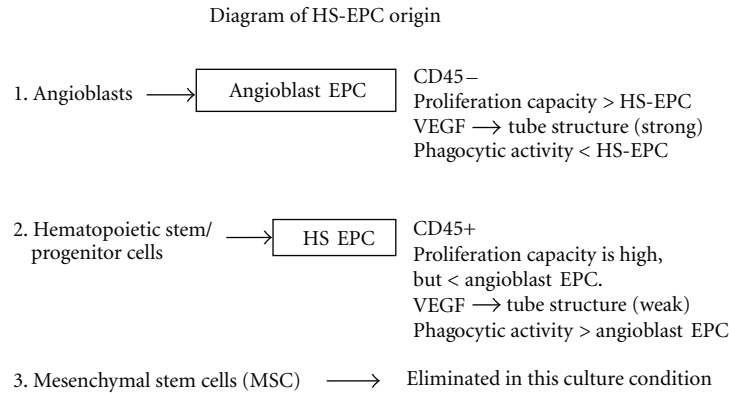 Diagram of HS-EPC origin
1. Angioblasts ⟶ Angioblast EPC
CD45−
Proliferation capacity > HS-EPC
VEGF ⟶ tube structure (strong)
Phagocytic activity < HS-EPC
2. Hematopoietic stem/
progenitor cells ⟶ HS EPC
CD45+
Proliferation capacity is high,
but < angioblast EPC.
VEGF ⟶ tube structure (weak)
Phagocytic activity > angioblast EPC
3. Mesenchymal stem cells (MSC) ⟶ Eliminated in this culture condition